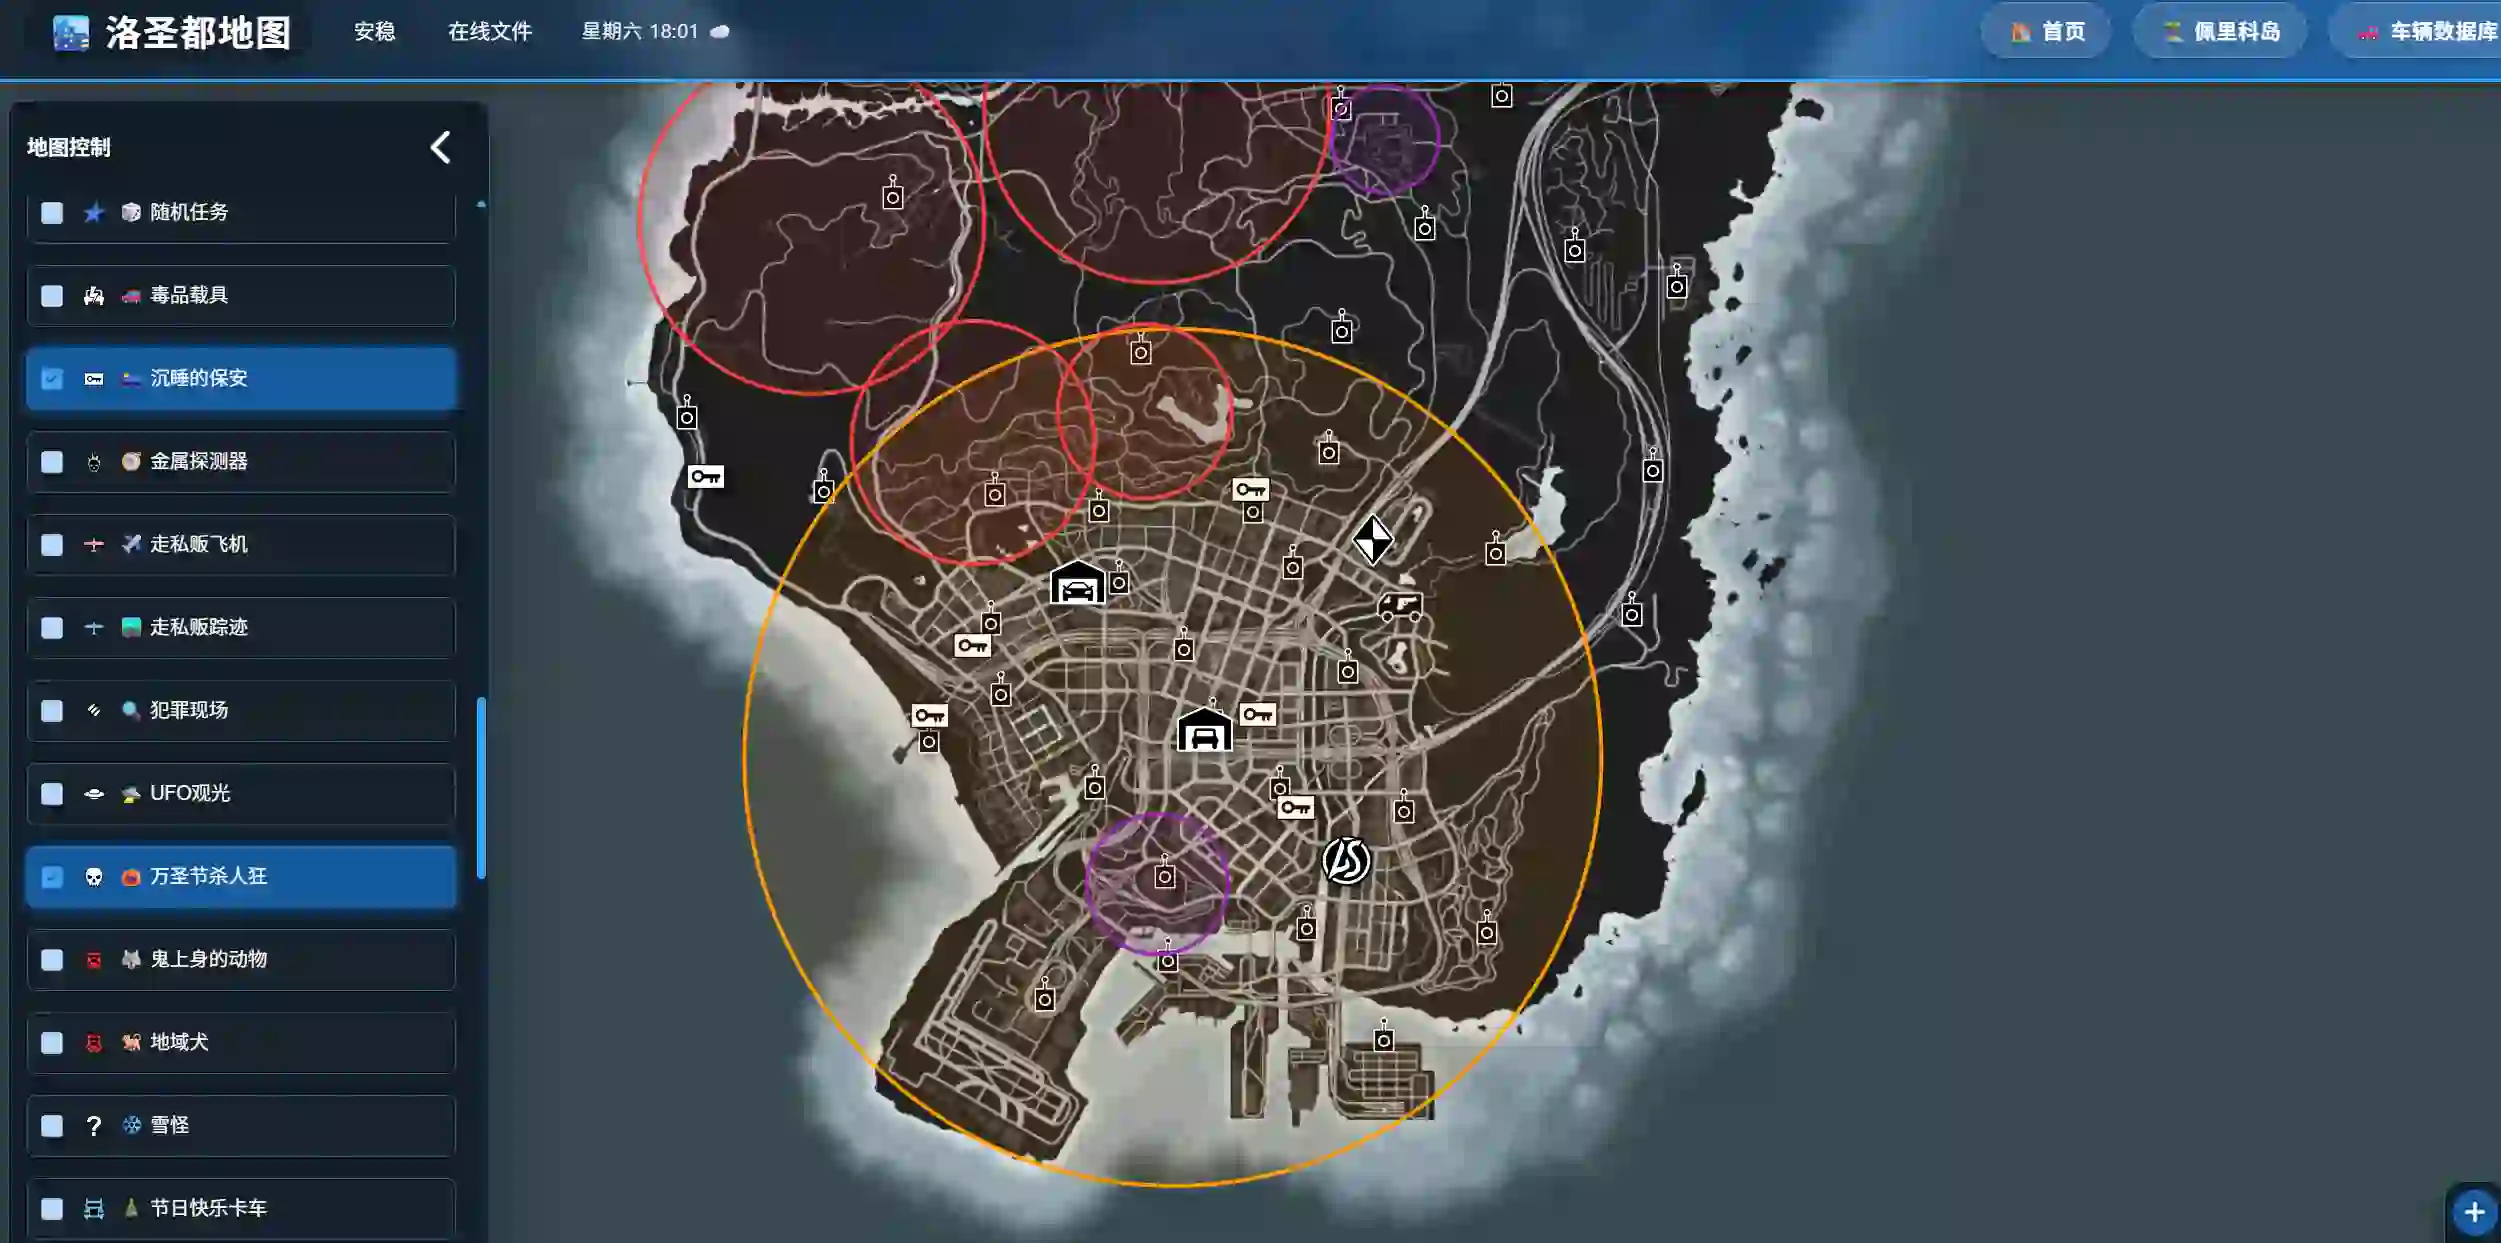 洛圣都地图
安稳
在线文件
星期六 18:01
首页
佩里科岛
车辆数据库
地图控制
随机任务
毒品载具
沉睡的保安
金属探测器
走私贩飞机
走私贩踪迹
犯罪现场
UFO观光
万圣节杀人狂
鬼上身的动物
地域犬
? 雪怪
节日快乐卡车
LS